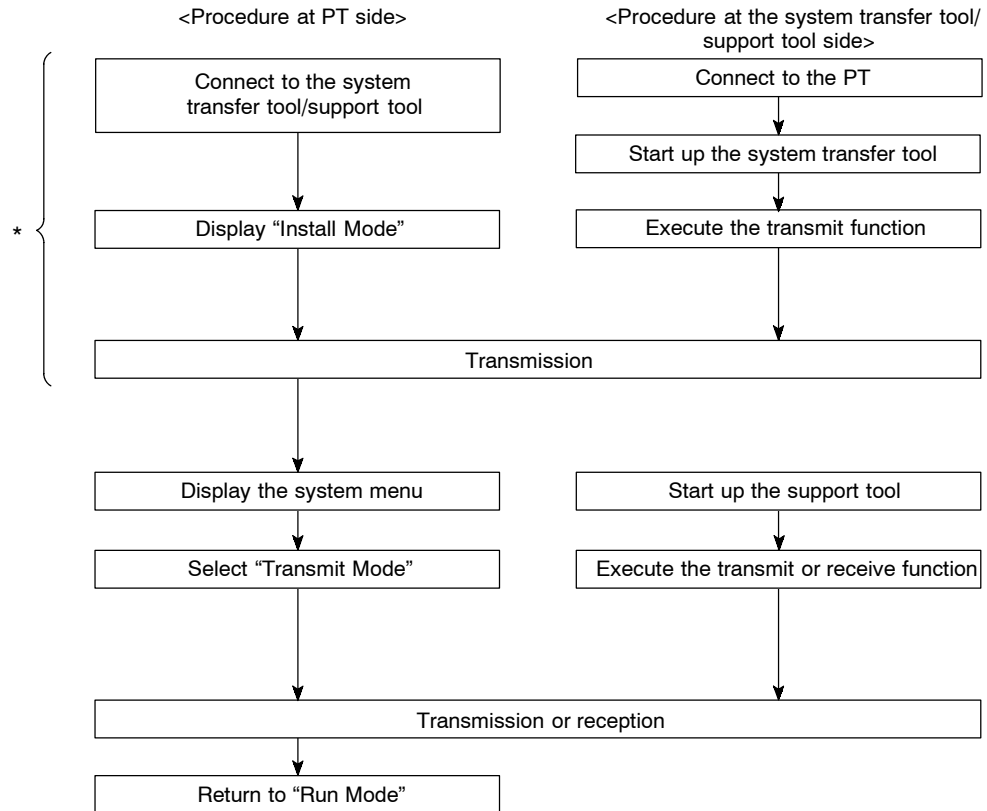 <Procedure at PT side>
<Procedure at the system transfer tool/
support tool side>
Connect to the system
transfer tool/support tool
Connect to the PT
Start up the system transfer tool
*
Display “Install Mode”
Execute the transmit function
Transmission
Display the system menu
Start up the support tool
Select “Transmit Mode”
Execute the transmit or receive function
Transmission or reception
Return to “Run Mode”